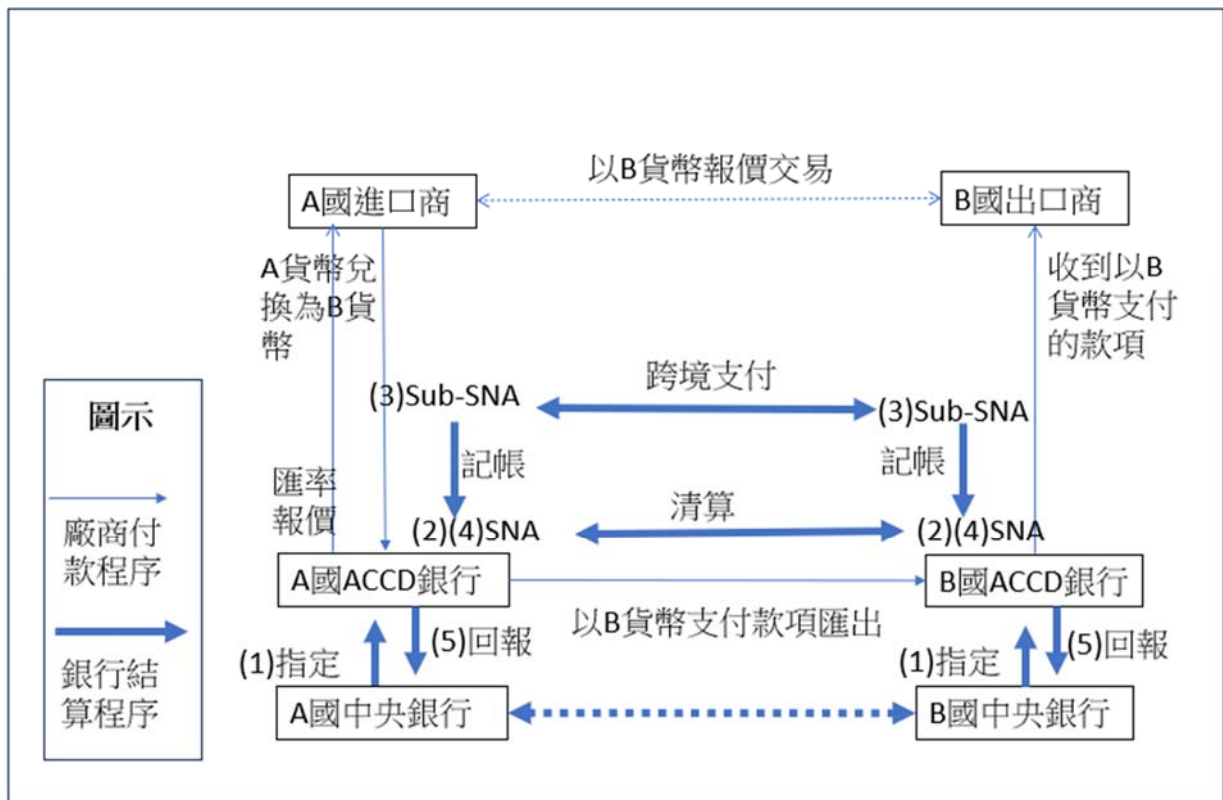 以B貨幣報價交易
A國進口商
B國出口商
A貨幣兌
換為B貨
幣
收到以B
貨幣支付
的款項
跨境支付
(3)Sub-SNA
(3)Sub-SNA
圖示
記帳
記帳
匯率
報價
清算
(2)(4)SNA
(2)(4)SNA
廠商付
款程序
A國ACCD銀行
B國ACCD銀行
以B貨幣支付款項匯出
(5)回報
(5)回報
(1)指定
(1)指定
銀行結
算程序
A國中央銀行
B國中央銀行